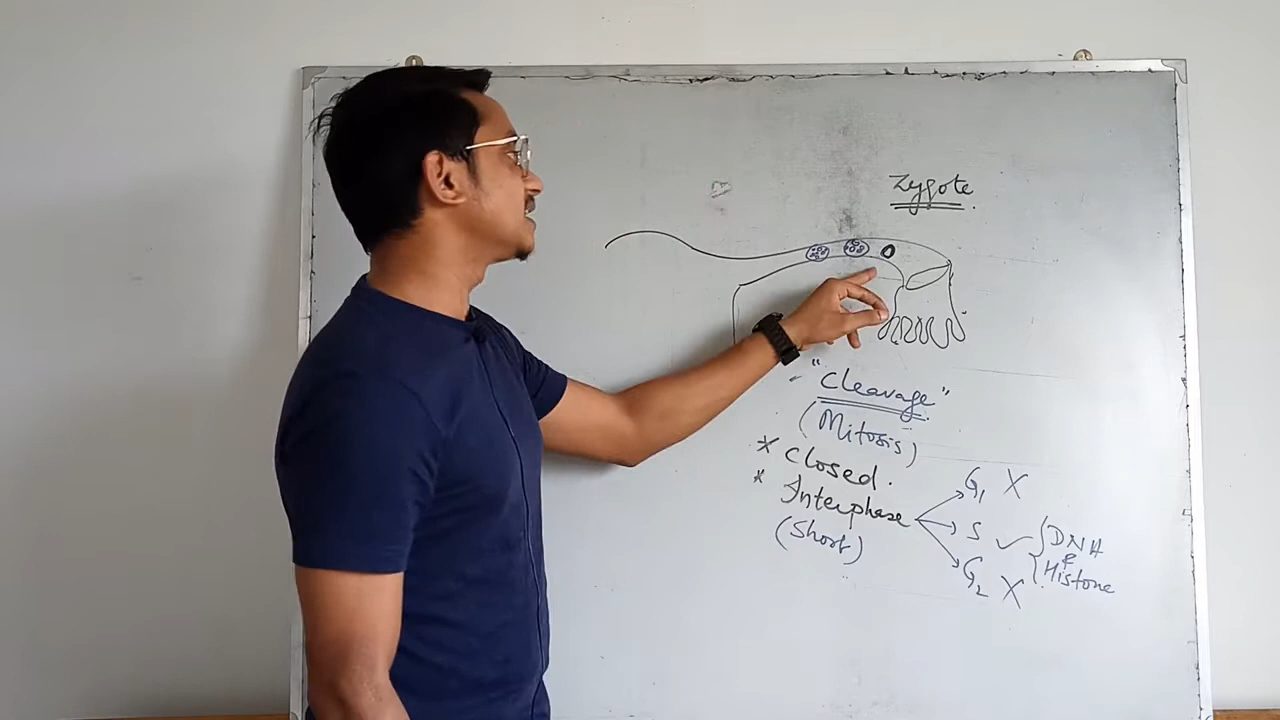 Zygote.
"Cleavage"
(Mitosis)
* Closed.
* Interphase
(Short)
G1 X
S ✓ { DNA
&
Histone
G2 X